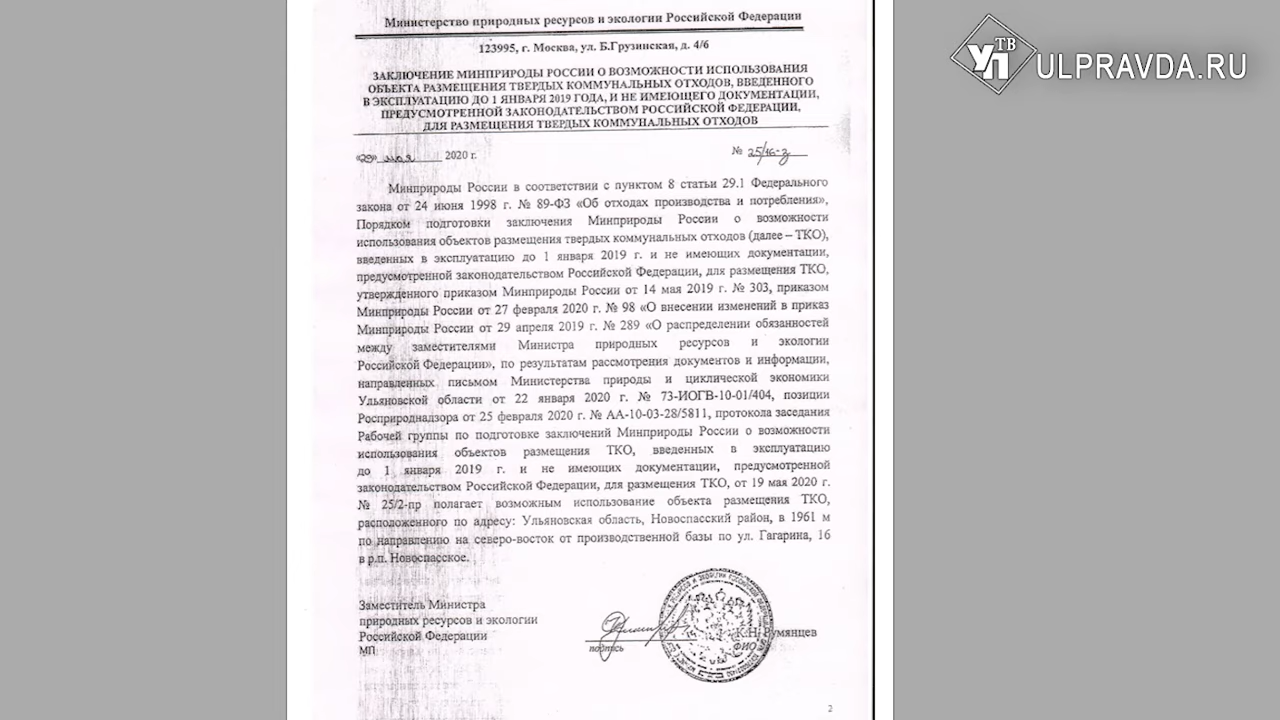 Министерство природных ресурсов и экологии Российской Федерации
123995, г. Москва, ул. Б.Грузинская, д. 4/6
УП ТВ ULPRAVDA.RU
ЗАКЛЮЧЕНИЕ МИНПРИРОДЫ РОССИИ О ВОЗМОЖНОСТИ ИСПОЛЬЗОВАНИЯ
ОБЪЕКТА РАЗМЕЩЕНИЯ ТВЕРДЫХ КОММУНАЛЬНЫХ ОТХОДОВ, ВВЕДЕННОГО
В ЭКСПЛУАТАЦИЮ ДО 1 ЯНВАРЯ 2019 ГОДА, И НЕ ИМЕЮЩЕГО ДОКУМЕНТАЦИИ,
ПРЕДУСМОТРЕННОЙ ЗАКОНОДАТЕЛЬСТВОМ РОССИЙСКОЙ ФЕДЕРАЦИИ,
ДЛЯ РАЗМЕЩЕНИЯ ТВЕРДЫХ КОММУНАЛЬНЫХ ОТХОДОВ
«29» мая 2020 г. № 25/16-з
Минприроды России в соответствии с пунктом 8 статьи 29.1 Федерального
закона от 24 июня 1998 г. № 89-ФЗ «Об отходах производства и потребления»,
Порядком подготовки заключения Минприроды России о возможности
использования объектов размещения твердых коммунальных отходов (далее – ТКО),
введенных в эксплуатацию до 1 января 2019 г. и не имеющих документации,
предусмотренной законодательством Российской Федерации, для размещения ТКО,
утвержденного приказом Минприроды России от 14 мая 2019 г. № 303, приказом
Минприроды России от 27 февраля 2020 г. № 98 «О внесении изменений в приказ
Минприроды России от 29 апреля 2019 г. № 289 «О распределении обязанностей
между заместителями Министра природных ресурсов и экологии
Российской Федерации», по результатам рассмотрения документов и информации,
направленных письмом Министерства природы и циклической экономики
Ульяновской области от 22 января 2020 г. № 73-ИОГВ-10-01/404, позиции
Росприроднадзора от 25 февраля 2020 г. № АА-10-03-28/5811, протокола заседания
Рабочей группы по подготовке заключений Минприроды России о возможности
использования объектов размещения ТКО, введенных в эксплуатацию
до 1 января 2019 г. и не имеющих документации, предусмотренной
законодательством Российской Федерации, для размещения ТКО, от 19 мая 2020 г.
№ 25/2-пр полагает возможным использование объекта размещения ТКО,
расположенного по адресу: Ульяновская область, Новоспасский район, в 1961 м
по направлению на северо-восток от производственной базы по ул. Гагарина, 16
в р.п. Новоспасское.
Заместитель Министра
природных ресурсов и экологии
Российской Федерации
МП
подпись
К.Н. Румянцев
ФИО
2